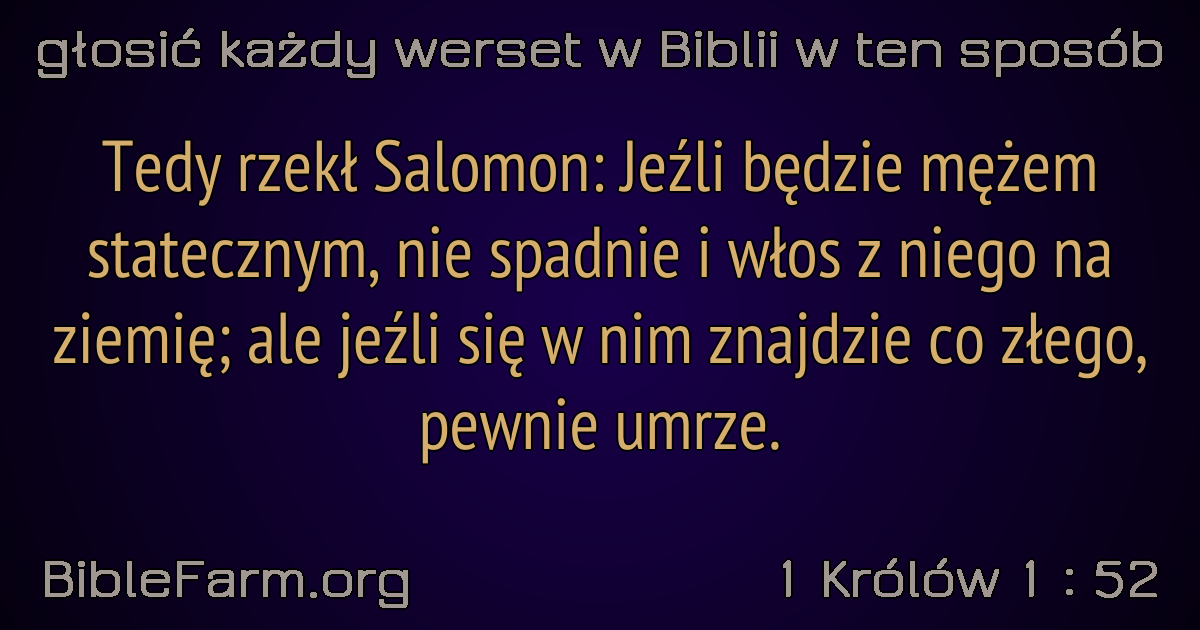 głosić każdy werset w Biblii w ten sposób
Tedy rzekł Salomon: Jeźli będzie mężem
statecznym, nie spadnie i włos z niego na
ziemię; ale jeźli się w nim znajdzie co złego,
pewnie umrze.
BibleFarm.org
1 Królów 1 : 52